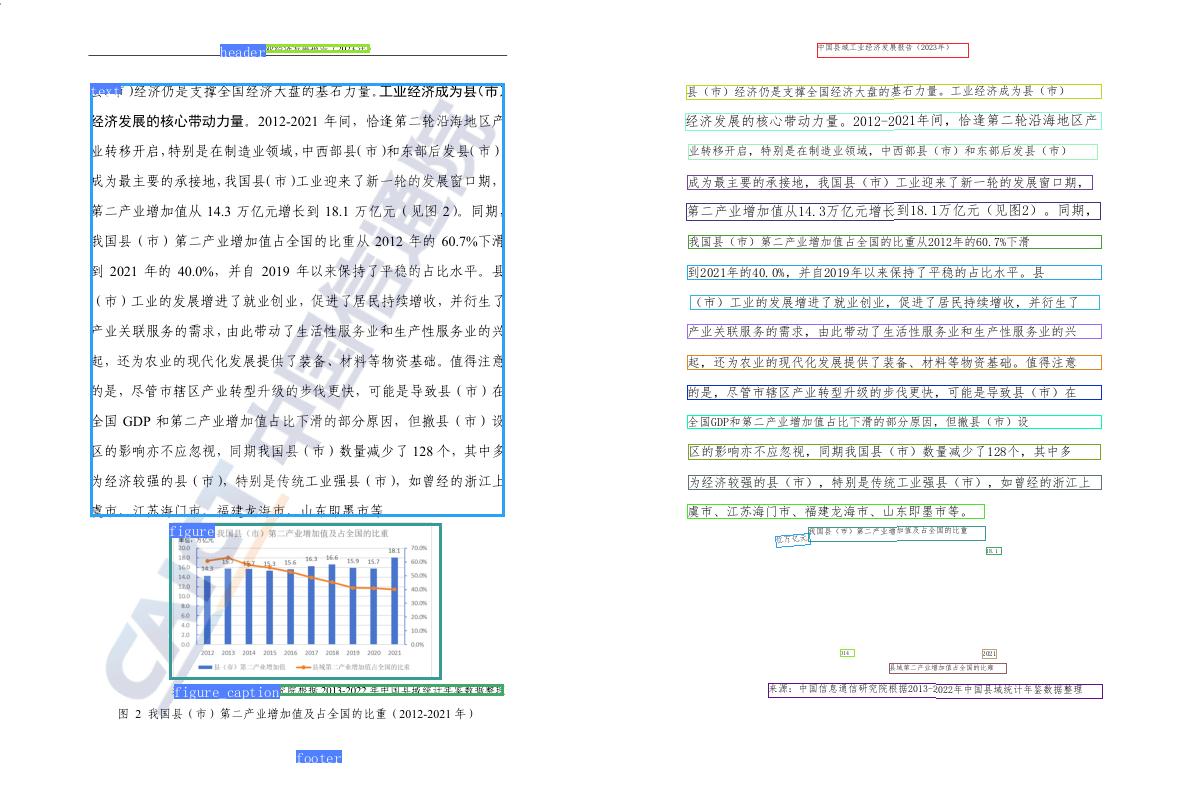 header
text )经济仍是支撑全国经济大盘的基石力量。工业经济成为县(市)
经济发展的核心带动力量。2012-2021 年间，恰逢第二轮沿海地区产
业转移开启，特别是在制造业领域，中西部县(市)和东部后发县(市)
成为最主要的承接地，我国县(市)工业迎来了新一轮的发展窗口期，
第二产业增加值从 14.3 万亿元增长到 18.1 万亿元（见图 2）。同期，
我国县（市）第二产业增加值占全国的比重从 2012 年的 60.7%下滑
到 2021 年的 40.0%，并自 2019 年以来保持了平稳的占比水平。县
（市）工业的发展增进了就业创业，促进了居民持续增收，并衍生了
产业关联服务的需求，由此带动了生活性服务业和生产性服务业的兴
起，还为农业的现代化发展提供了装备、材料等物资基础。值得注意
的是，尽管市辖区产业转型升级的步伐更快，可能是导致县（市）在
全国 GDP 和第二产业增加值占比下滑的部分原因，但撤县（市）设
区的影响亦不应忽视，同期我国县（市）数量减少了 128 个，其中多
为经济较强的县（市），特别是传统工业强县（市），如曾经的浙江上
虞市、江苏海门市、福建龙海市、山东即墨市等
figure 我国县（市）第二产业增加值及占全国的比重
单位：万亿元
20.0 18.0 16.0 14.0 12.0 10.0 8.0 6.0 4.0 2.0 0.0
14.3 15.7 15.7 15.3 15.6 16.3 16.6 15.9 15.7 18.1
70.0% 60.0% 50.0% 40.0% 30.0% 20.0% 10.0% 0.0%
2012 2013 2014 2015 2016 2017 2018 2019 2020 2021
县（市）第二产业增加值 县域第二产业增加值占全国的比重
figure caption 院根据 2013-2022 年中国县域统计年鉴数据整理
图 2 我国县（市）第二产业增加值及占全国的比重（2012-2021 年）
footer
CAICT 中国信通院
中国县域工业经济发展报告（2023年）
县（市）经济仍是支撑全国经济大盘的基石力量。工业经济成为县（市）
经济发展的核心带动力量。2012-2021年间，恰逢第二轮沿海地区产
业转移开启，特别是在制造业领域，中西部县（市）和东部后发县（市）
成为最主要的承接地，我国县（市）工业迎来了新一轮的发展窗口期，
第二产业增加值从14.3万亿元增长到18.1万亿元（见图2）。同期，
我国县（市）第二产业增加值占全国的比重从2012年的60.7%下滑
到2021年的40.0%，并自2019年以来保持了平稳的占比水平。县
（市）工业的发展增进了就业创业，促进了居民持续增收，并衍生了
产业关联服务的需求，由此带动了生活性服务业和生产性服务业的兴
起，还为农业的现代化发展提供了装备、材料等物资基础。值得注意
的是，尽管市辖区产业转型升级的步伐更快，可能是导致县（市）在
全国GDP和第二产业增加值占比下滑的部分原因，但撤县（市）设
区的影响亦不应忽视，同期我国县（市）数量减少了128个，其中多
为经济较强的县（市），特别是传统工业强县（市），如曾经的浙江上
虞市、江苏海门市、福建龙海市、山东即墨市等。
我国县（市）第二产业增加值及占全国的比重
18.1
2021
县域第二产业增加值占全国的比难
来源：中国信息通信研究院根据2013-2022年中国县域统计年鉴数据整理